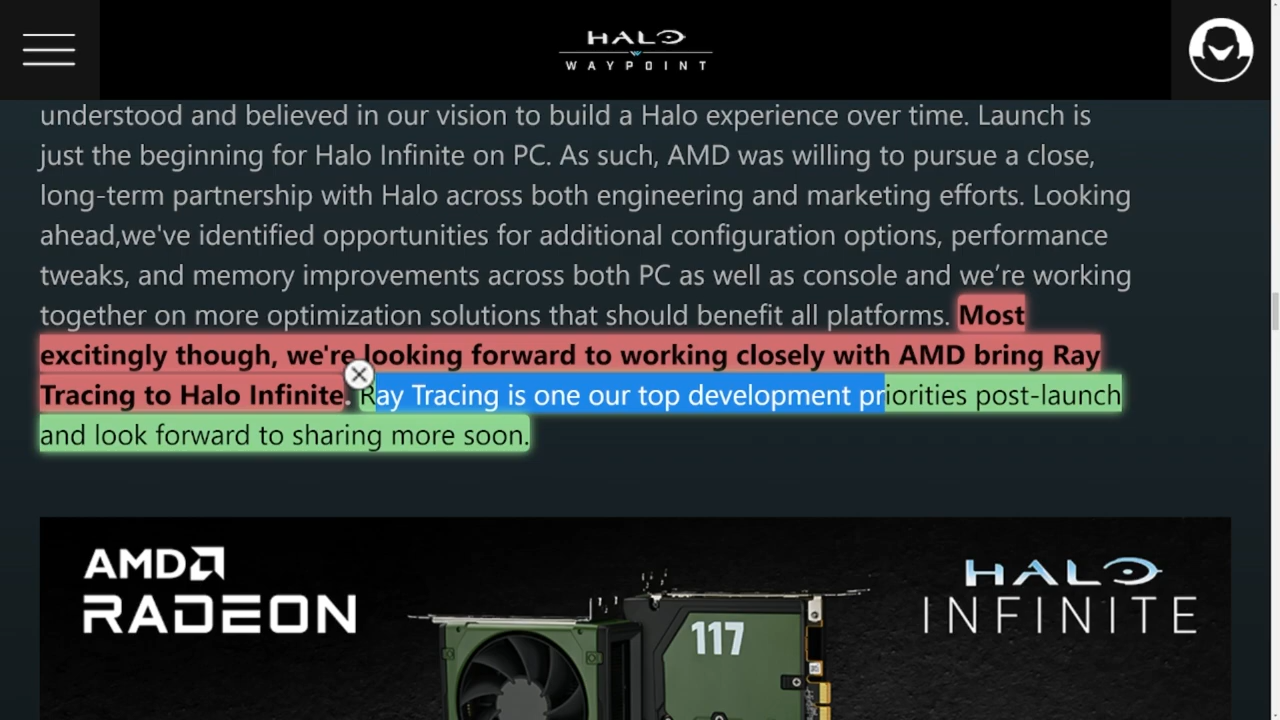 HALO
WAYPOINT
understood and believed in our vision to build a Halo experience over time. Launch is
just the beginning for Halo Infinite on PC. As such, AMD was willing to pursue a close,
long-term partnership with Halo across both engineering and marketing efforts. Looking
ahead,we've identified opportunities for additional configuration options, performance
tweaks, and memory improvements across both PC as well as console and we’re working
together on more optimization solutions that should benefit all platforms. Most
excitingly though, we're looking forward to working closely with AMD bring Ray
Tracing to Halo Infinite. Ray Tracing is one our top development priorities post-launch
and look forward to sharing more soon.
AMD
RADEON
HALO
INFINITE
117